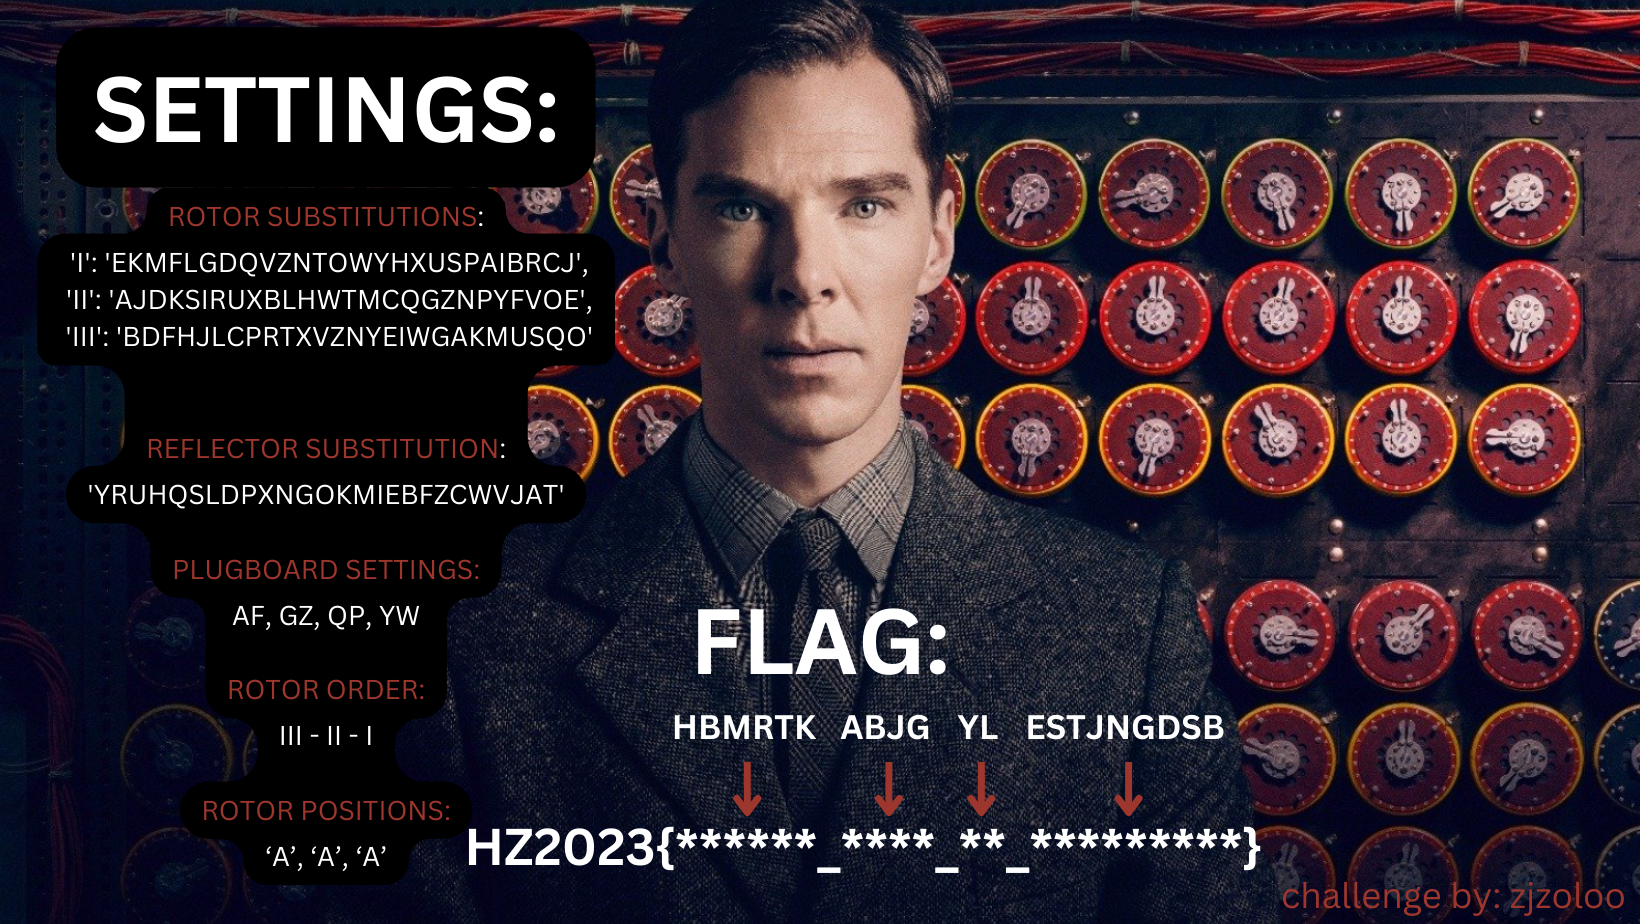 SETTINGS:
ROTOR SUBSTITUTIONS:
'I': 'EKMFLGDQVZNTOWYHXUSPAIBRCJ',
'II': 'AJDKSIRUXBLHWTMCQGZNPYFVOE',
'III': 'BDFHJLCPRTXVZNYEIWGAKMUSQO'
REFLECTOR SUBSTITUTION:
'YRUHQSLDPXNGOKMIEBFZCWVJAT'
PLUGBOARD SETTINGS:
AF, GZ, QP, YW
ROTOR ORDER:
III - II - I
ROTOR POSITIONS:
‘A’, ‘A’, ‘A’
FLAG:
HBMRTK ABJG YL ESTJNGDSB
HZ2023{******_****_**_*********}
challenge by: zjzoloo